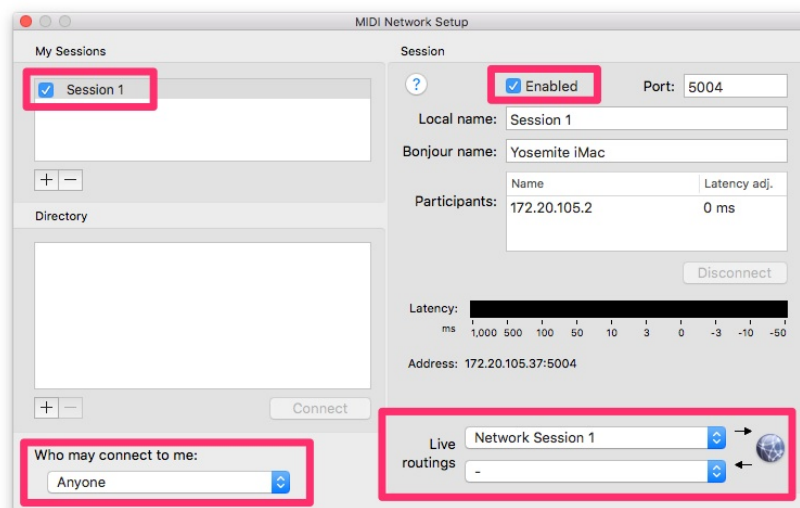 MIDI Network Setup
My Sessions
Session 1
+ −
Directory
+ −
Connect
Who may connect to me:
Anyone
Session
?
Enabled
Port: 5004
Local name: Session 1
Bonjour name: Yosemite iMac
Participants:
Name Latency adj.
172.20.105.2 0 ms
Disconnect
Latency:
ms 1,000 500 100 50 10 3 0 -3 -10 -50
Address: 172.20.105.37:5004
Live
routings
Network Session 1
-